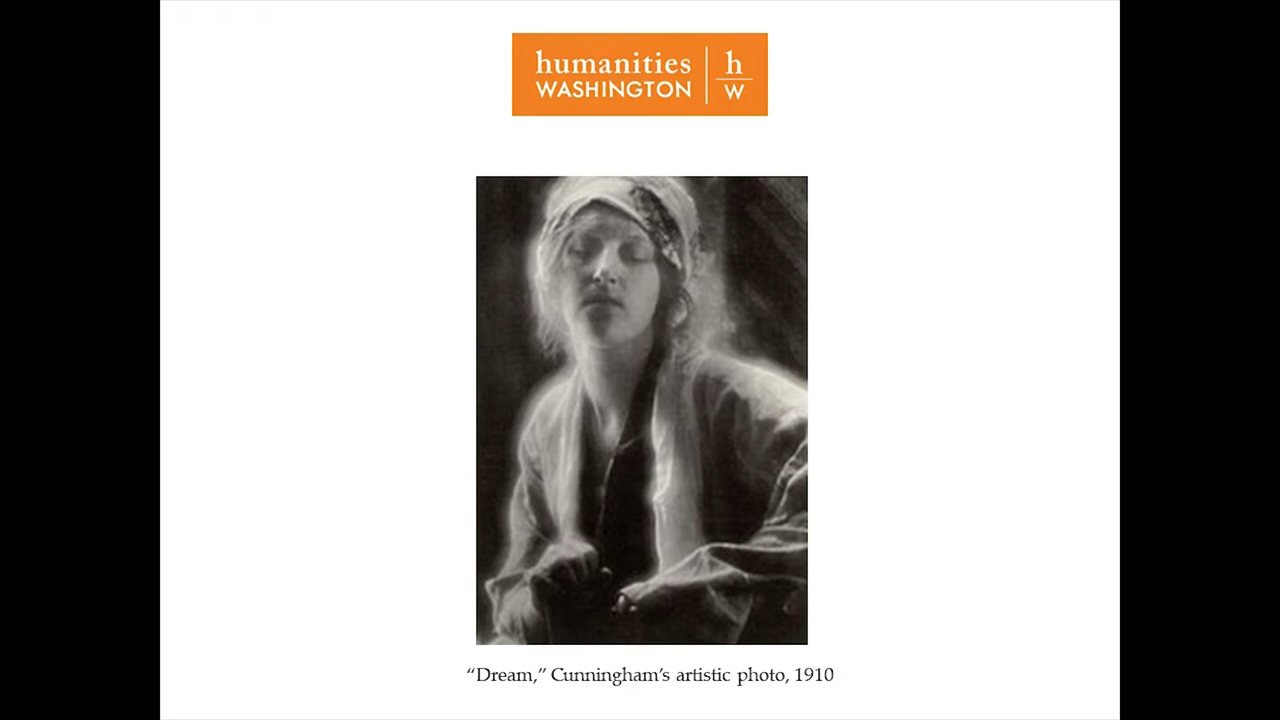 humanities
WASHINGTON
h
w
“Dream,” Cunningham’s artistic photo, 1910